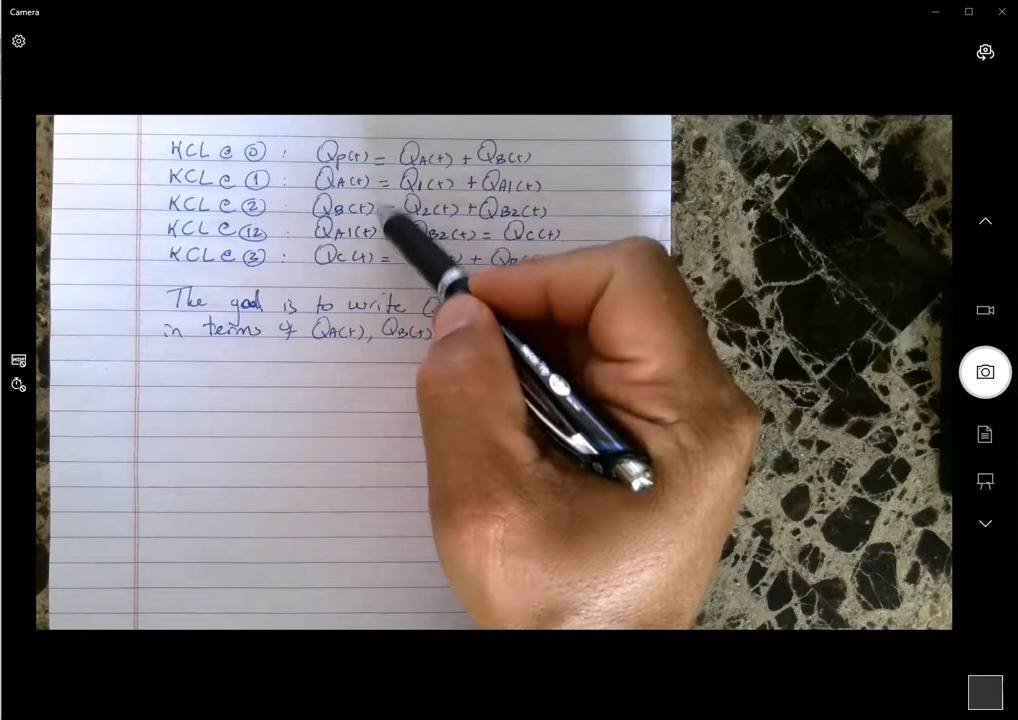 Camera
KCL @ ⓪ : Qp(t) = QA(t) + QB(t)
KCL @ ① : QA(t) = Q1(t) + QA1(t)
KCL @ ② : QB(t) = Q2(t) + QB2(t)
KCL @ ⑫ : QA1(t) QB2(t) = QC(t)
KCL @ ③ : QC(t) = +
The goal is to write
in terms of QA(t), QB(t)